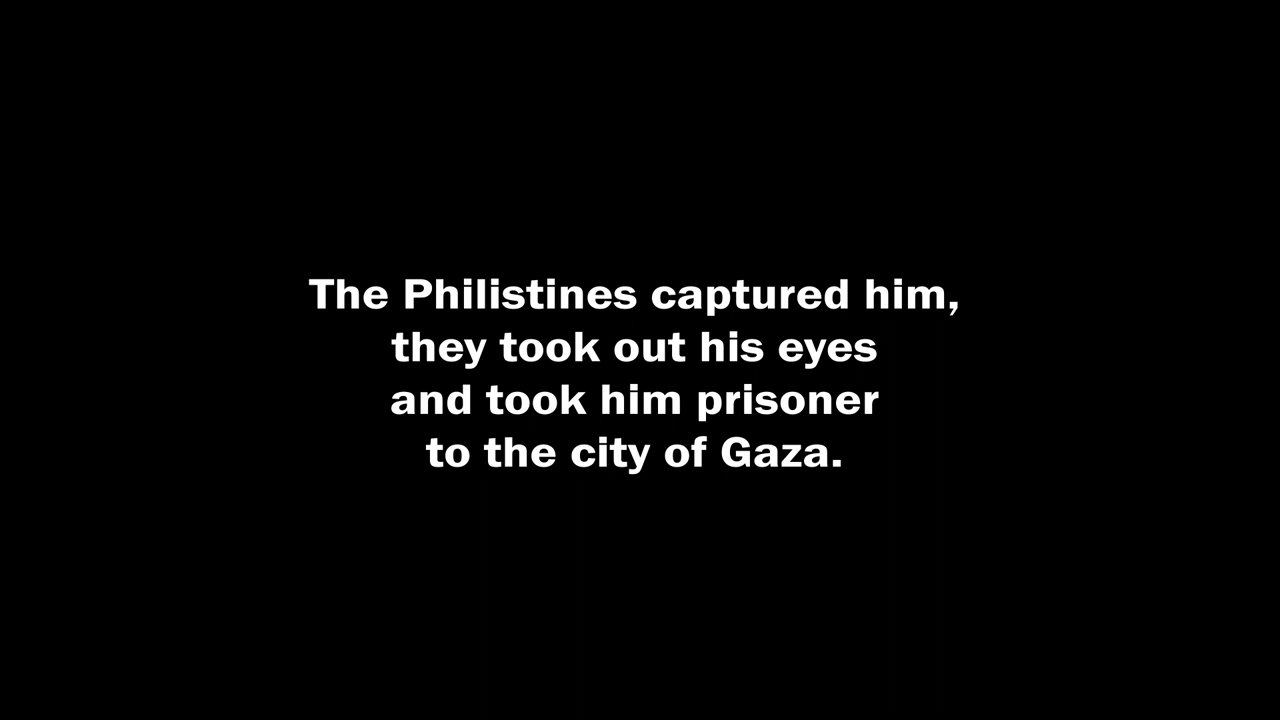 The Philistines captured him,
they took out his eyes
and took him prisoner
to the city of Gaza.